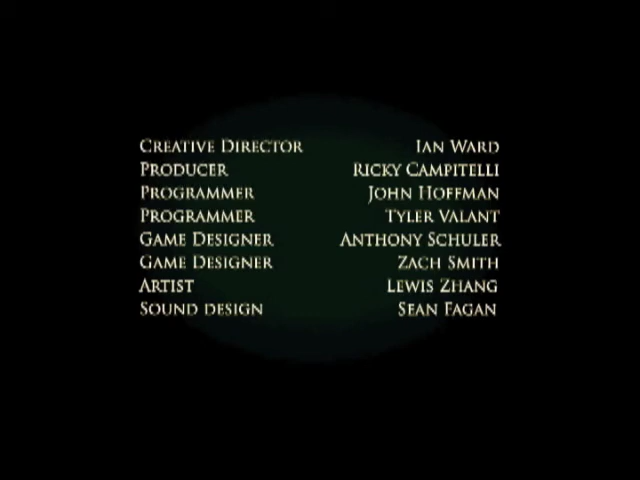 Creative Director Ian Ward
Producer Ricky Campitelli
Programmer John Hoffman
Programmer Tyler Valant
Game Designer Anthony Schuler
Game Designer Zach Smith
Artist Lewis Zhang
Sound Design Sean Fagan